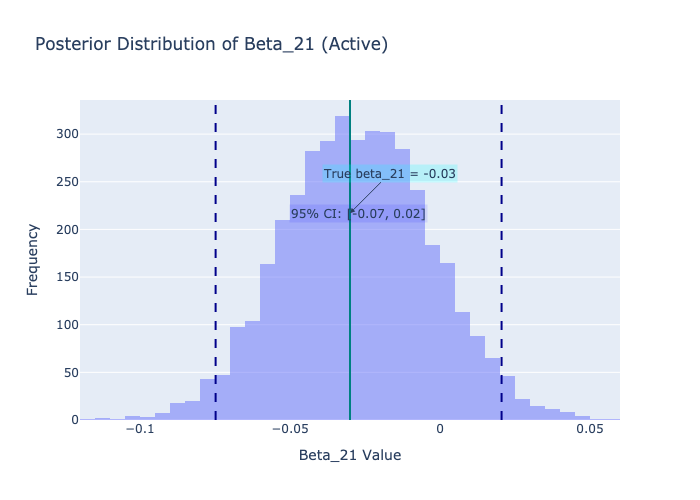 Posterior Distribution of Beta_21 (Active)
300
250
200
150
100
50
0
Frequency
True beta_21 = -0.03
95% CI: [-0.07, 0.02]
−0.1
−0.05
0
0.05
Beta_21 Value